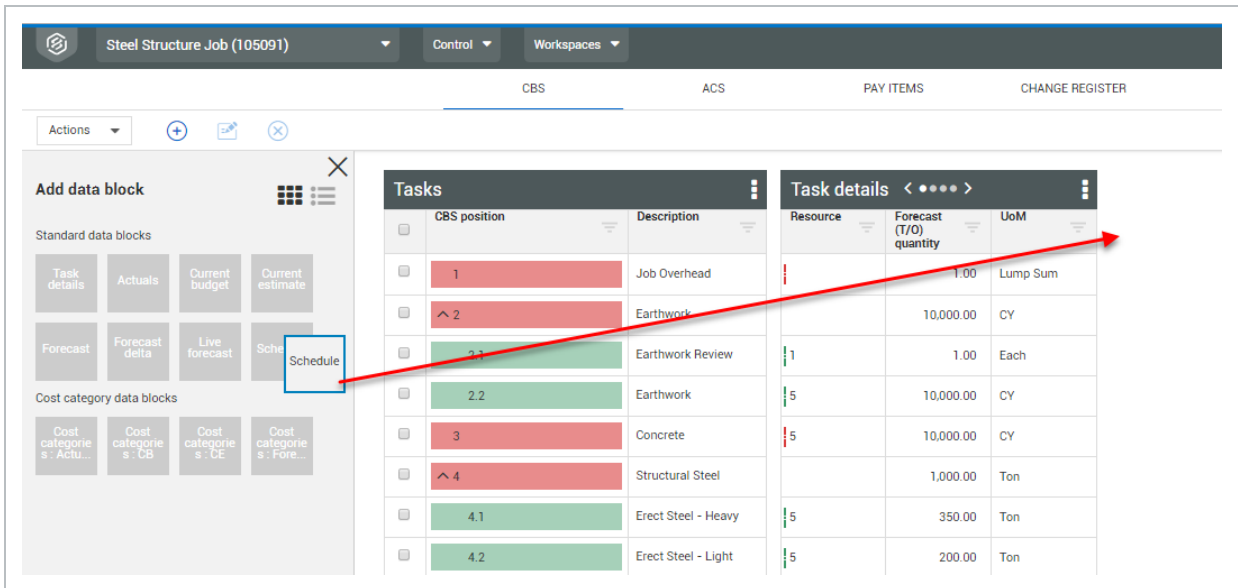 Steel Structure Job (105091)
Control
Workspaces
CBS
ACS
PAY ITEMS
CHANGE REGISTER
Actions
Add data block
Standard data blocks
Task
details
Actuals
Current
budget
Current
estimate
Forecast
Forecast
delta
Live
forecast
Sche
Schedule
Cost category data blocks
Cost
categorie
s : Actu...
Cost
categorie
s : CB
Cost
categorie
s : CE
Cost
categorie
s : Fore...
Tasks
Task details
CBS position
Description
Resource
Forecast
(T/O)
quantity
UoM
1 Job Overhead 1.00 Lump Sum
2 Earthwork 10,000.00 CY
2.1 Earthwork Review 1 1.00 Each
2.2 Earthwork 5 10,000.00 CY
3 Concrete 5 10,000.00 CY
4 Structural Steel 1,000.00 Ton
4.1 Erect Steel - Heavy 5 350.00 Ton
4.2 Erect Steel - Light 5 200.00 Ton